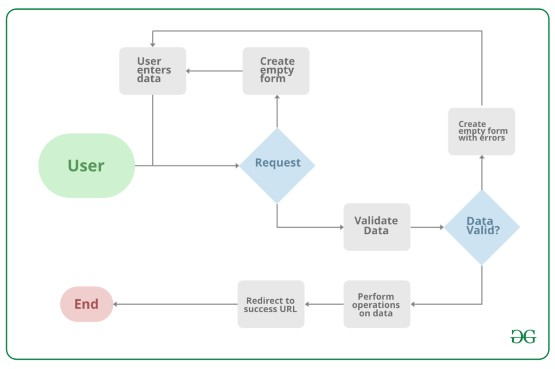 User
enters
data
Create
empty
form
Create
empty form
with errors
User
Request
Validate
Data
Data
Valid?
End
Redirect to
success URL
Perform
operations
on data